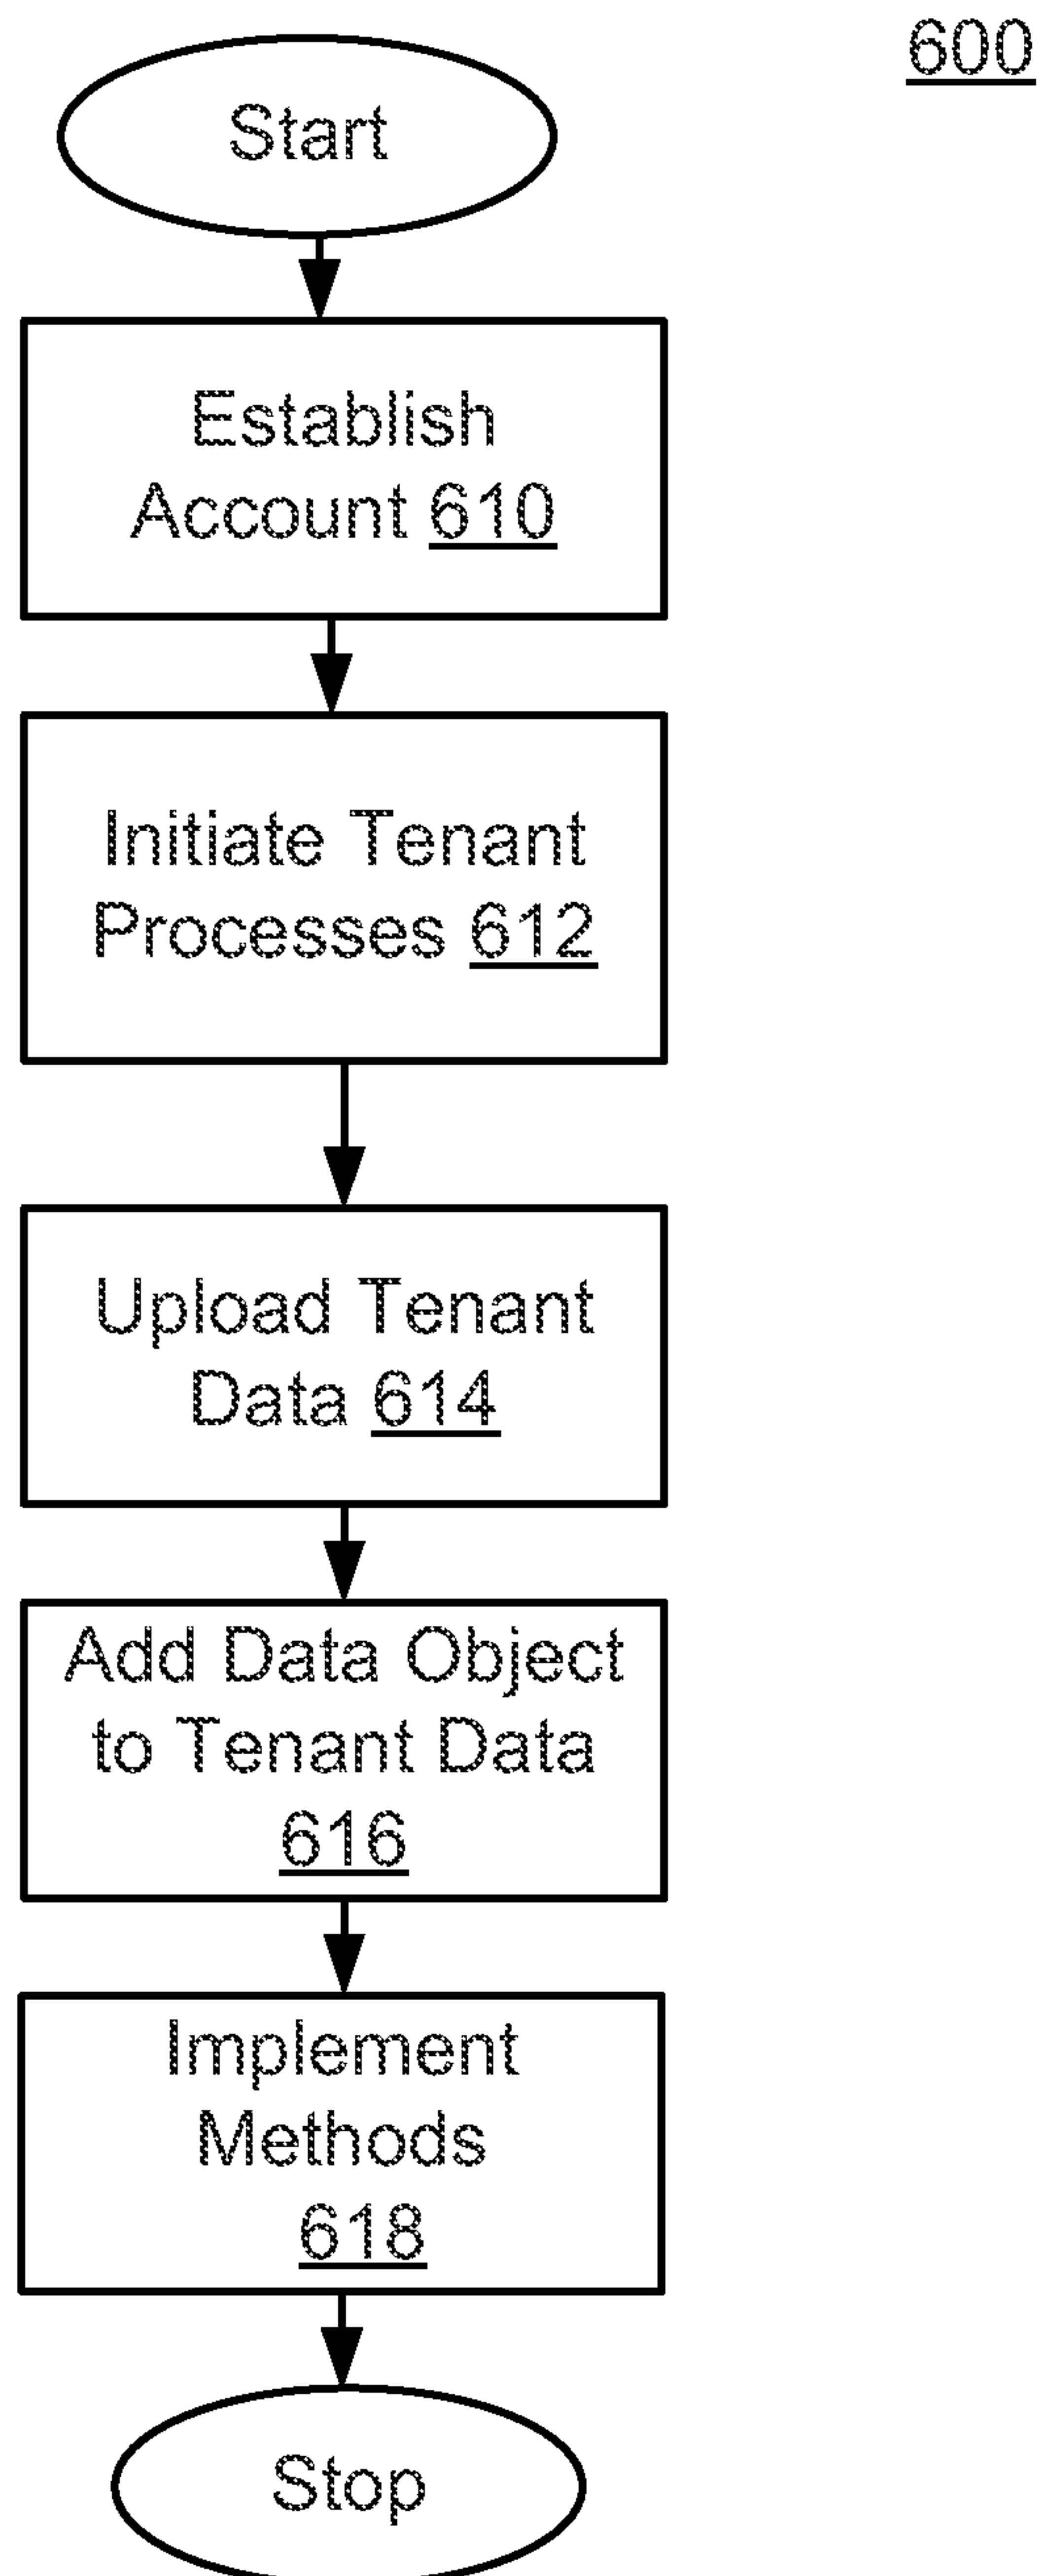 600
Start
Establish
Account 610
Initiate Tenant
Processes 612
Upload Tenant
Data 614
Add Data Object
to Tenant Data
616
Implement
Methods
618
Stop